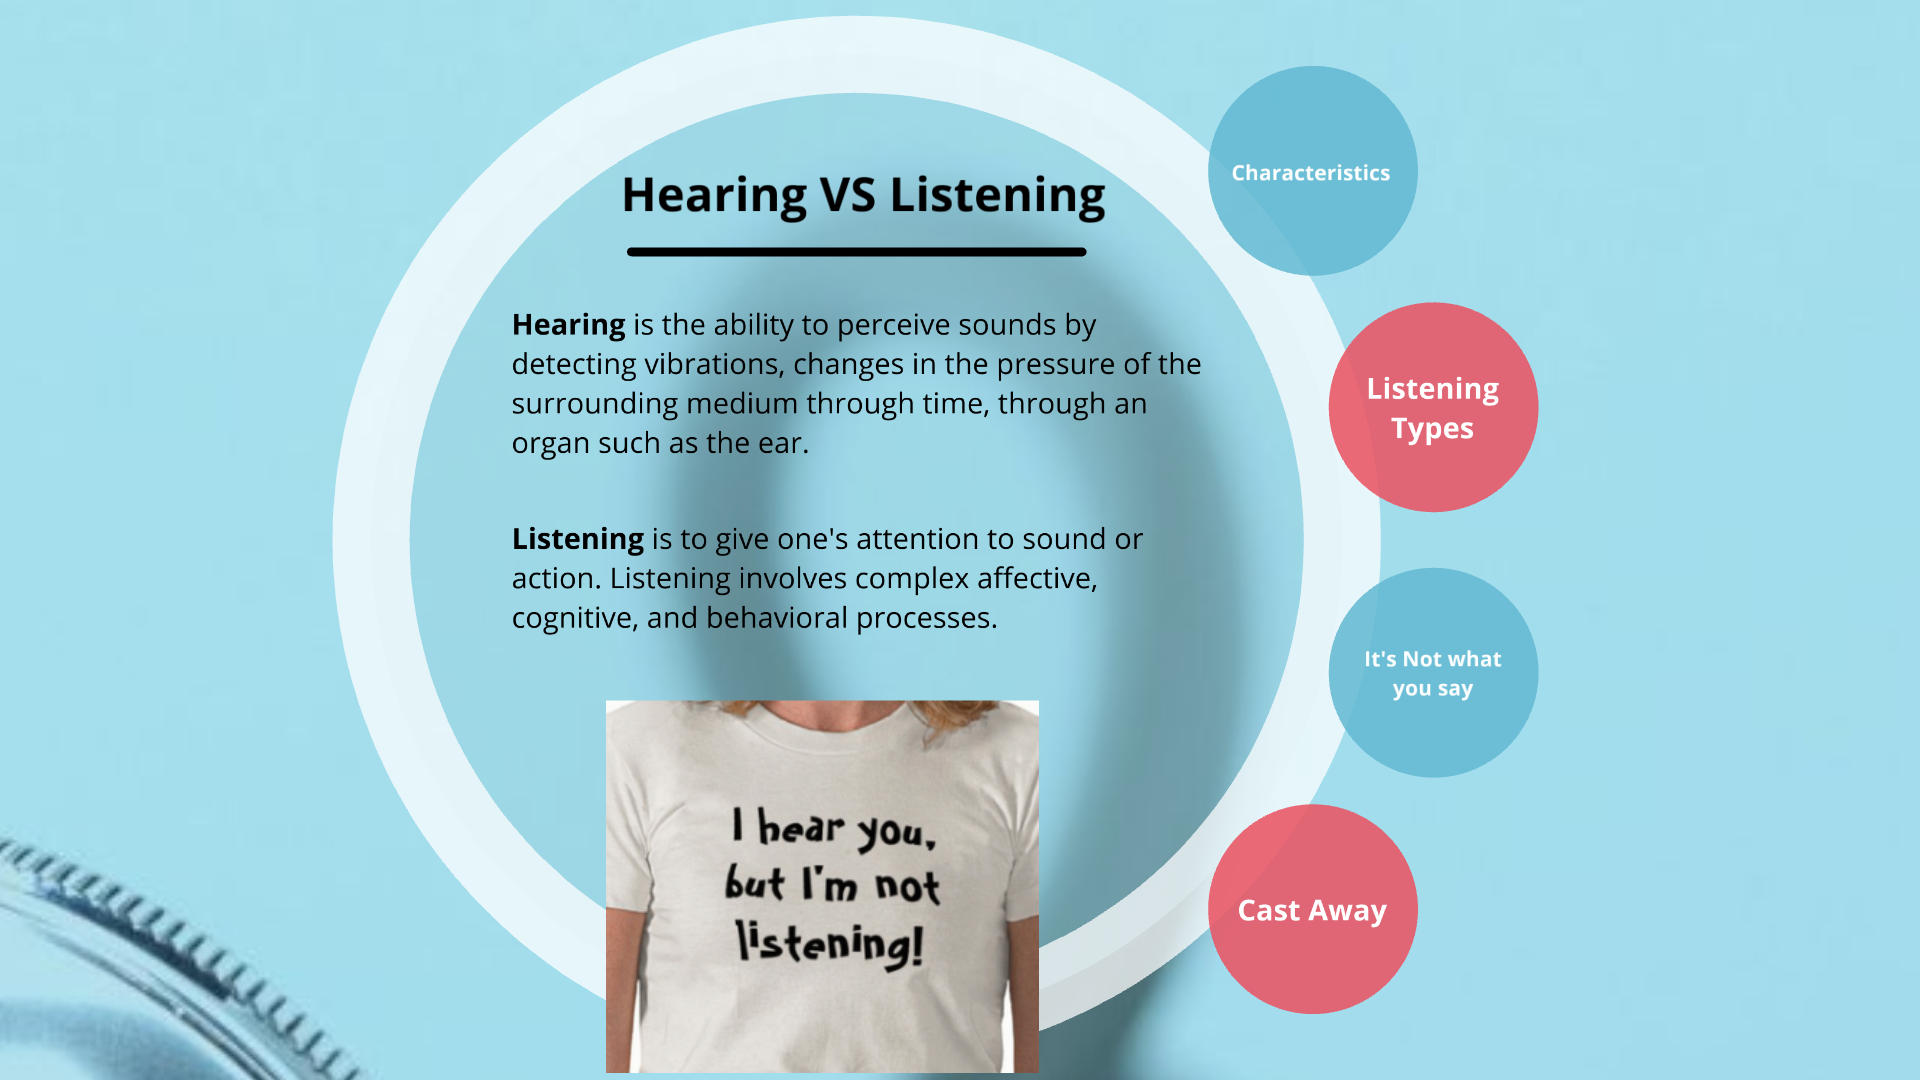 Hearing VS Listening
Hearing is the ability to perceive sounds by
detecting vibrations, changes in the pressure of the
surrounding medium through time, through an
organ such as the ear.
Listening is to give one's attention to sound or
action. Listening involves complex affective,
cognitive, and behavioral processes.
I hear you,
but I'm not
listening!
Characteristics
Listening
Types
It's Not what
you say
Cast Away